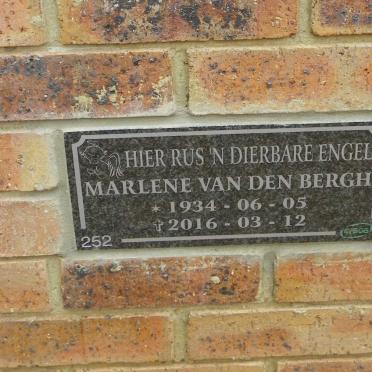 HIER RUS 'N DIERBARE ENGEL
MARLENE VAN DEN BERGH
* 1934 - 06 - 05
✝ 2016 - 03 - 12
252